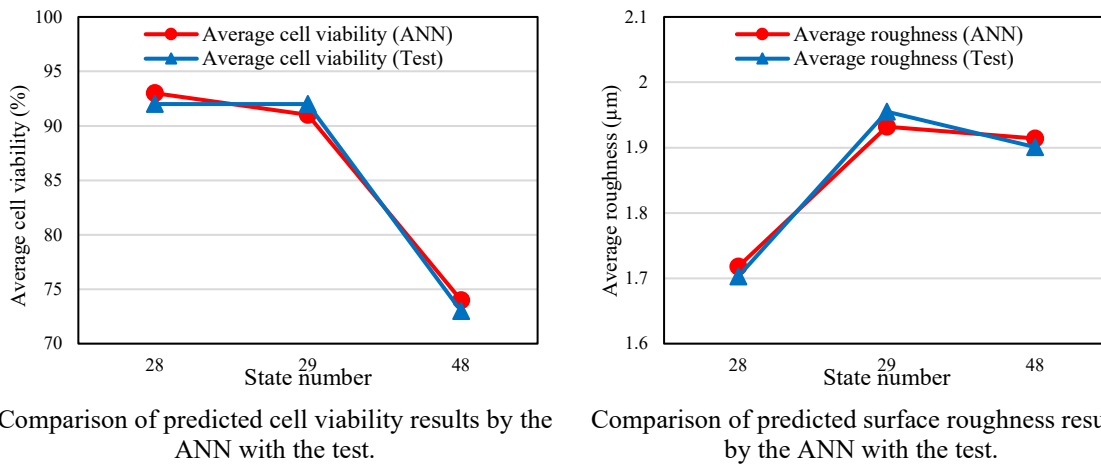 100
95
90
85
80
75
70
Average cell viability (%)
Average cell viability (ANN)
Average cell viability (Test)
28
29
48
State number
Comparison of predicted cell viability results by the
ANN with the test.
2.1
2
1.9
1.8
1.7
1.6
Average roughness (µm)
Average roughness (ANN)
Average roughness (Test)
28
29
48
State number
Comparison of predicted surface roughness resu
by the ANN with the test.